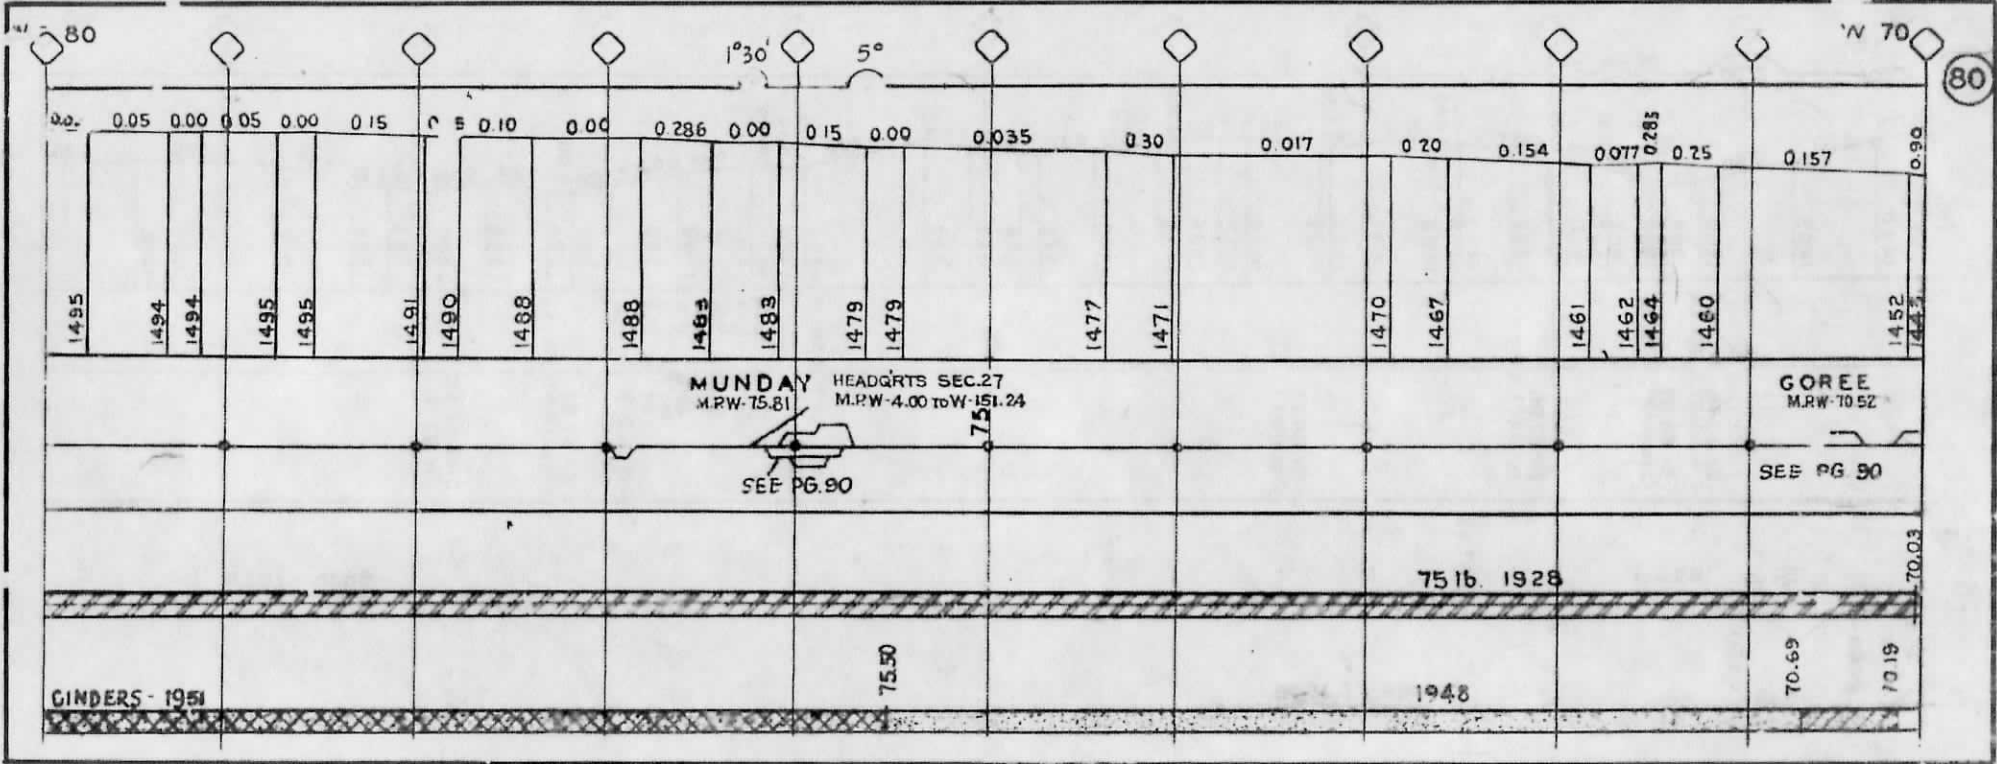 80
W 70
80
1°30'
5°
0.05 0.00 0.05 0.00 0.15 0.10 0.00 0.286 0.00 0.15 0.00 0.035 0.30 0.017 0.20 0.154 0.077 0.285 0.25 0.157 0.90
1495 1494 1494 1495 1495 1491 1490 1488 1488 1483 1483 1479 1479 1477 1471 1470 1467 1461 1462 1464 1460 1452
MUNDAY
M.P.W-75.81
HEADQ'RTS SEC.27
M.P.W-4.00 TO W-151.24
75
GOREE
M.P.W-70.52
SEE PG.90
SEE PG.90
75 lb. 1928
70.03
CINDERS - 1951
75.50
1948
70.69
70.19